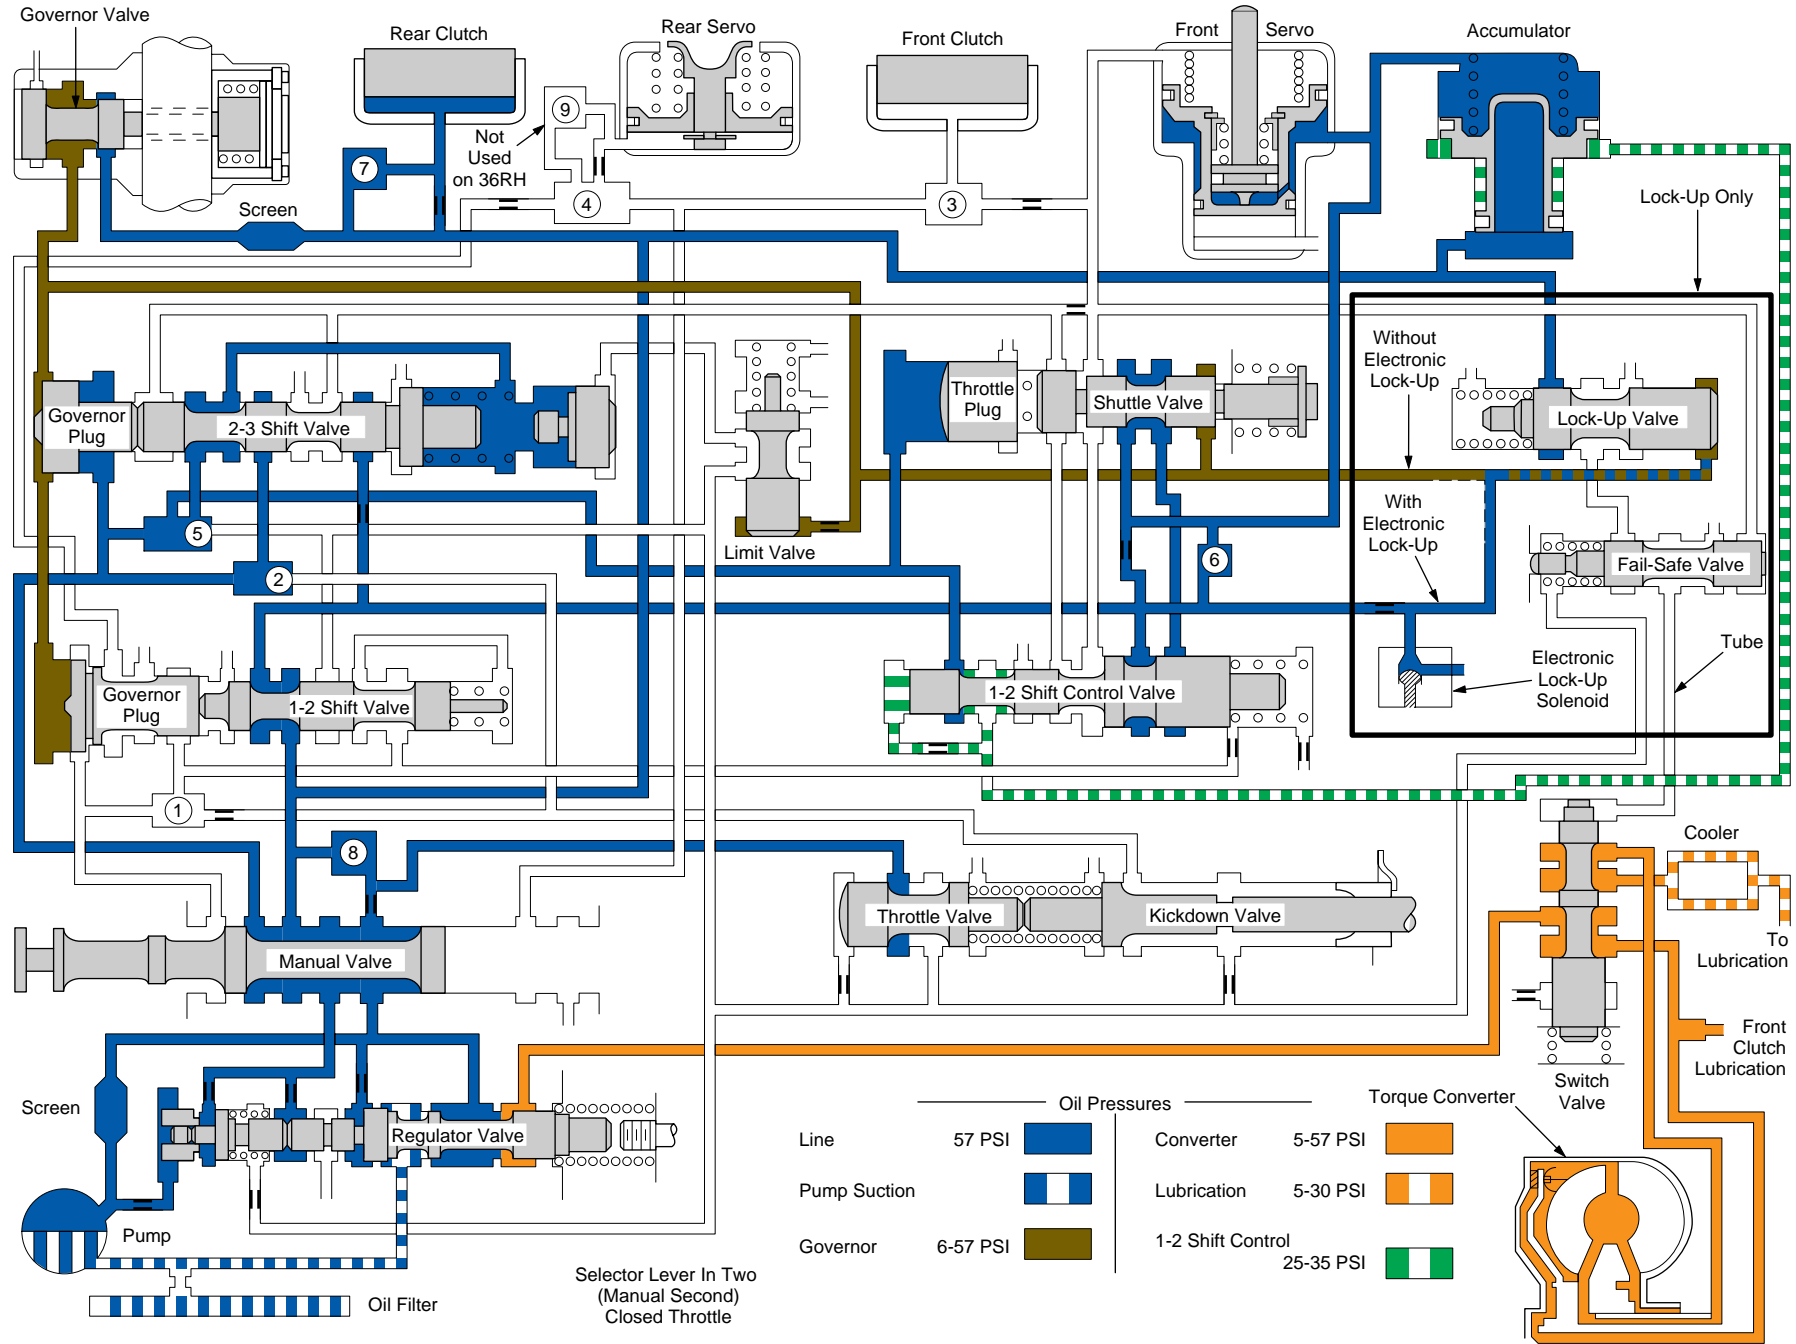 Governor Valve
Rear Clutch
Rear Servo
Front Clutch
Front Servo
Accumulator
9
Not
Used
on 36RH
7
4
3
Screen
Lock-Up Only
Without
Electronic
Lock-Up
Governor
Plug
2-3 Shift Valve
Throttle
Plug
Shuttle Valve
Lock-Up Valve
With
Electronic
Lock-Up
5
Limit Valve
6
Fail-Safe Valve
2
Tube
Electronic
Lock-Up
Solenoid
Governor
Plug
1-2 Shift Valve
1-2 Shift Control Valve
1
8
Cooler
Throttle Valve
Kickdown Valve
To
Lubrication
Manual Valve
Front
Clutch
Lubrication
Switch
Valve
Screen
Regulator Valve
Torque Converter
Oil Pressures
Line 57 PSI
Converter 5-57 PSI
Pump Suction
Lubrication 5-30 PSI
Governor 6-57 PSI
1-2 Shift Control
25-35 PSI
Pump
Oil Filter
Selector Lever In Two
(Manual Second)
Closed Throttle